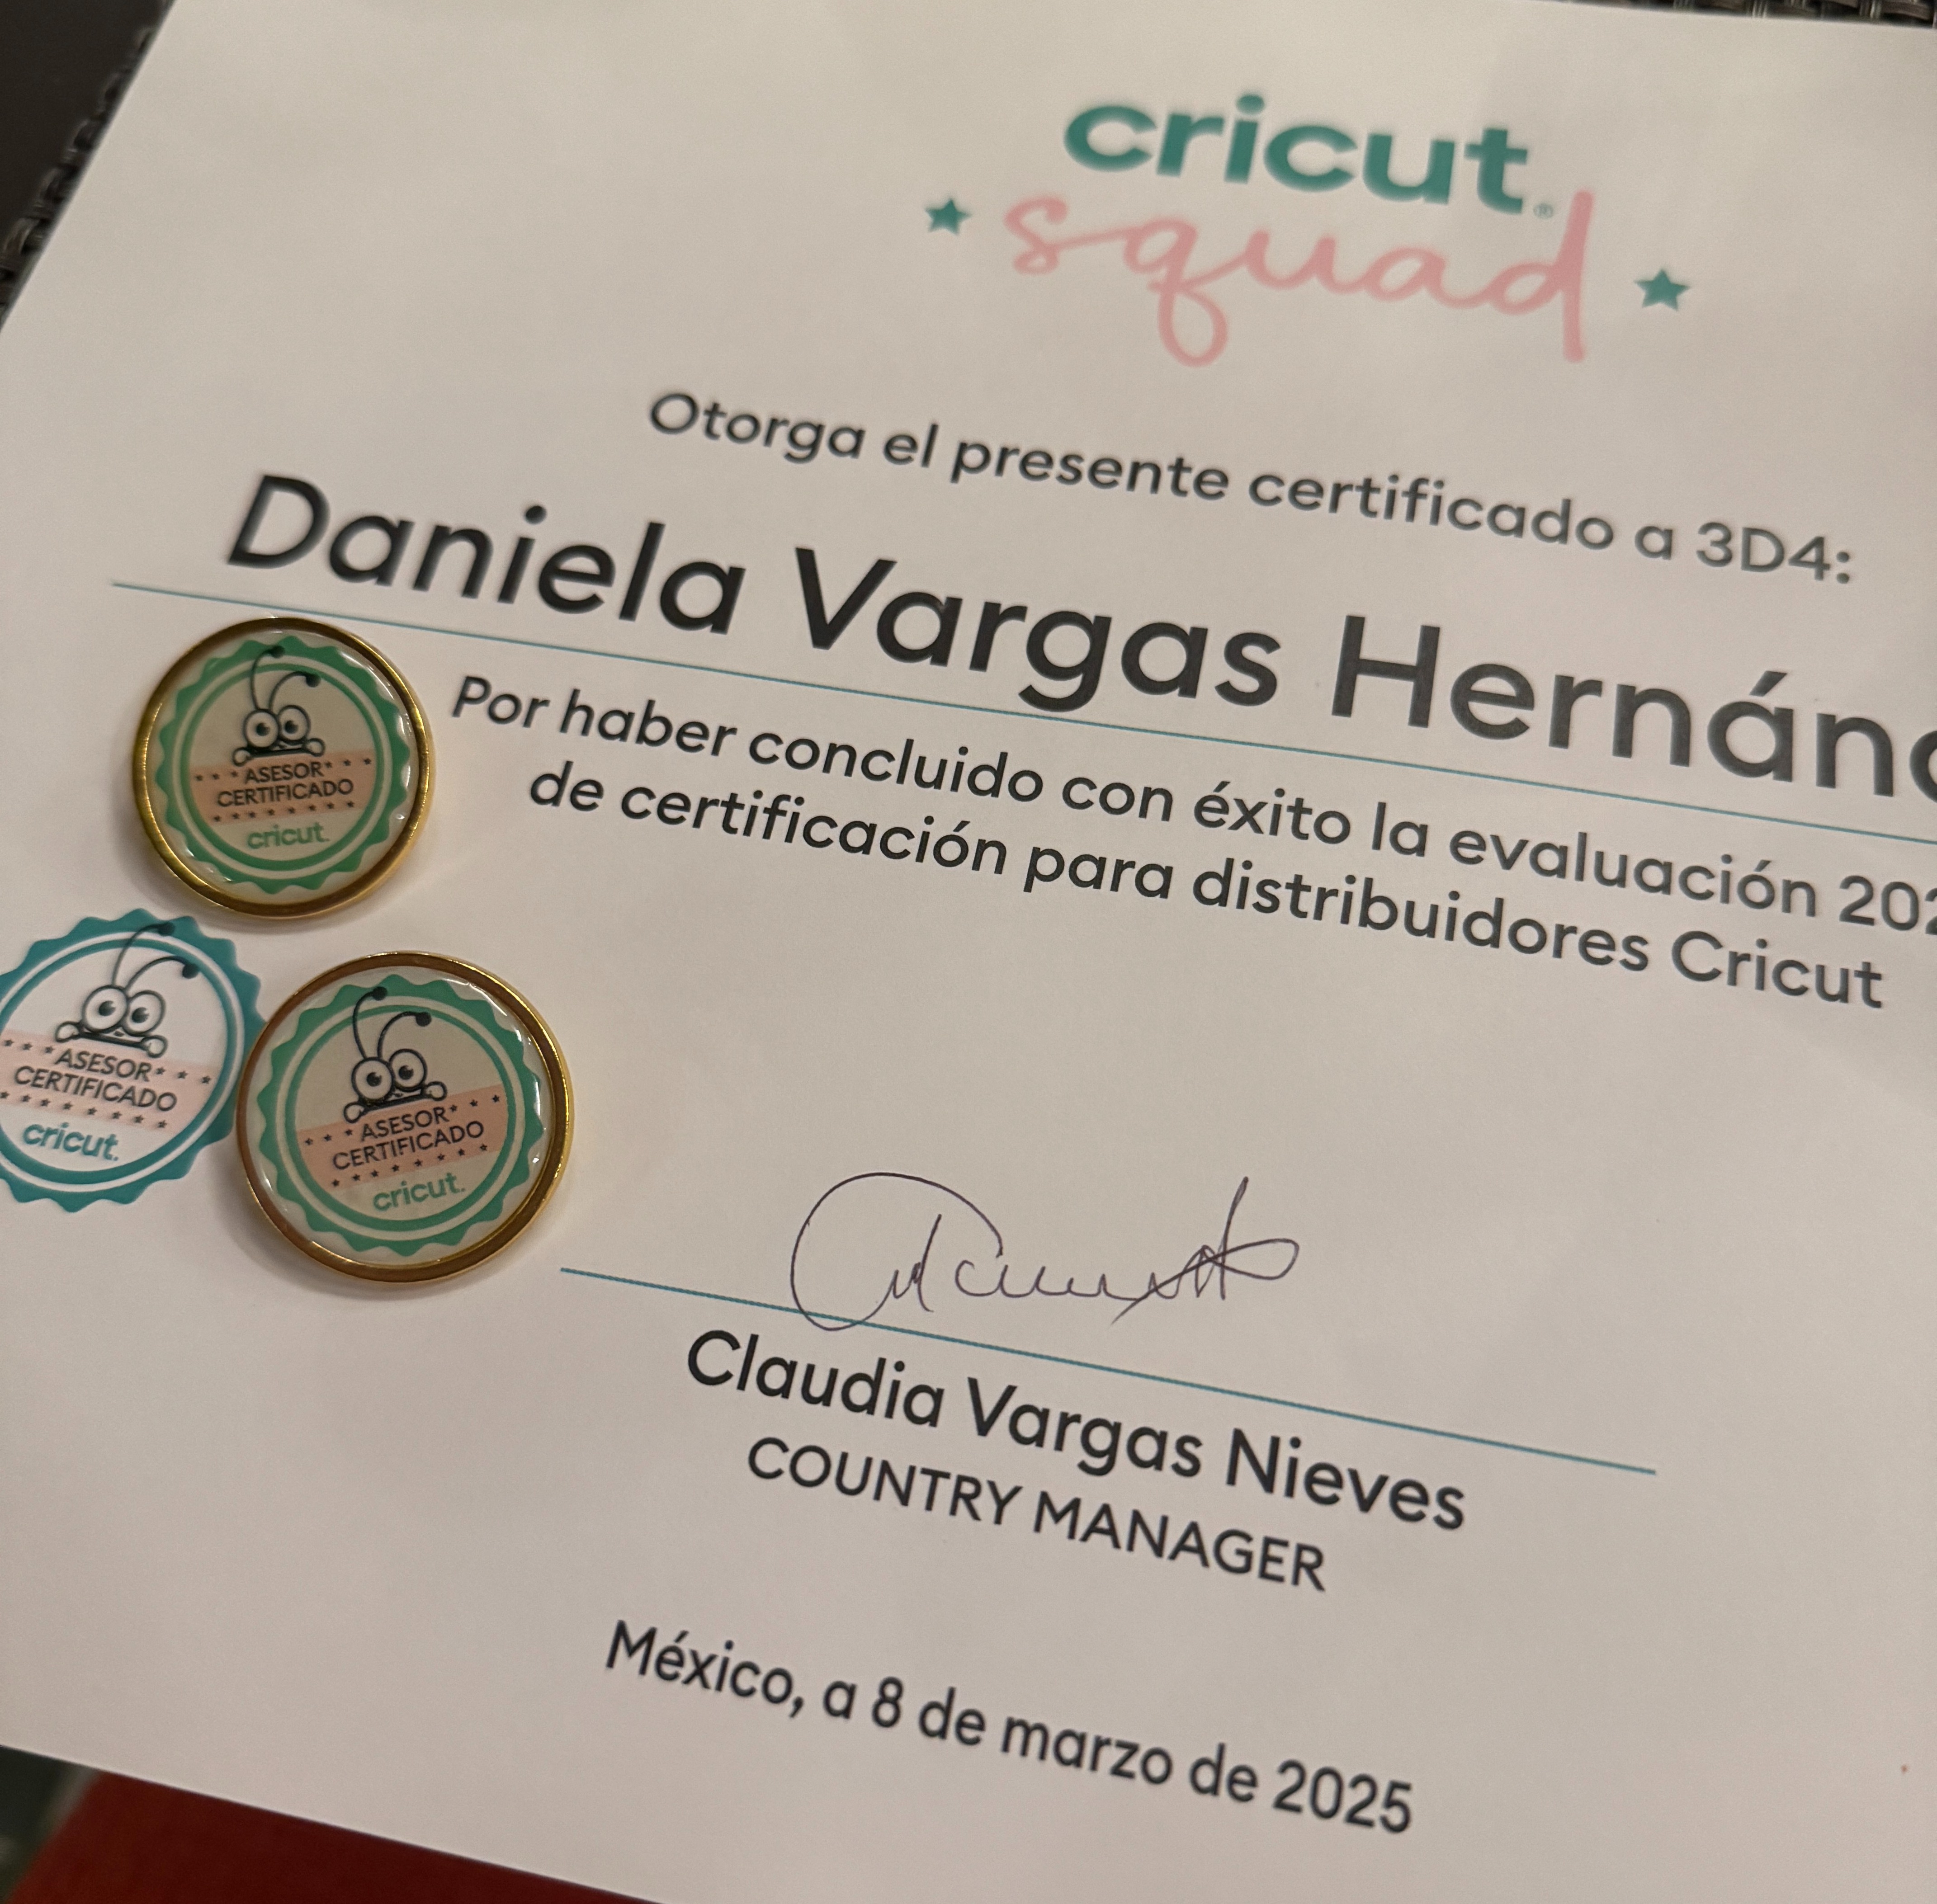 cricut®
squad
Otorga el presente certificado a 3D4:
Daniela Vargas
Por haber concluido con éxito la evaluación
de certificación para distribuidores Cricut
ASESOR
CERTIFICADO
cricut.
ASESOR
CERTIFICADO
cricut.
ASESOR
CERTIFICADO
cricut.
Claudia Vargas Nieves
COUNTRY MANAGER
México, a 8 de marzo de 2025